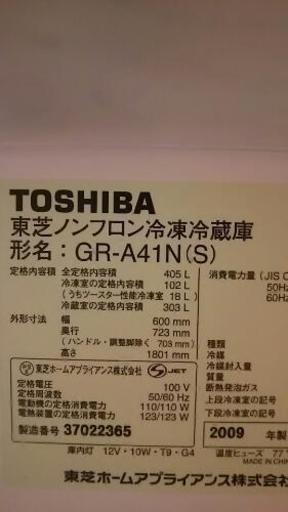 TOSHIBA
東芝ノンフロン冷凍冷蔵庫
形名：GR-A41N(S)
定格内容積 全定格内容積 405 L 消費電力量(JIS C
冷凍室の内容積 102 L 50Hz
(うちツースター性能冷凍室 18 L) 60Hz
冷蔵室の内容積 303 L
外形寸法 幅 600 mm
奥行 723 mm
(ハンドル・調整脚除く 703 mm) 種類
高さ 1801 mm 冷媒
冷媒封入量
東芝ホームアプライアンス株式会社 S JET 質量
定格電圧 100 V 断熱発泡ガス
定格周波数 50/60 Hz 上段冷凍室の記号
電動機の定格消費電力 110/110 W 下段冷凍室の記号
電熱装置の定格消費電力 123/123 W
製造番号 37022365 2009 年製
庫内灯 12V・10W・T9・G4 温度ヒューズ 77
MADE IN CHIN
東芝ホームアプライアンス株式会